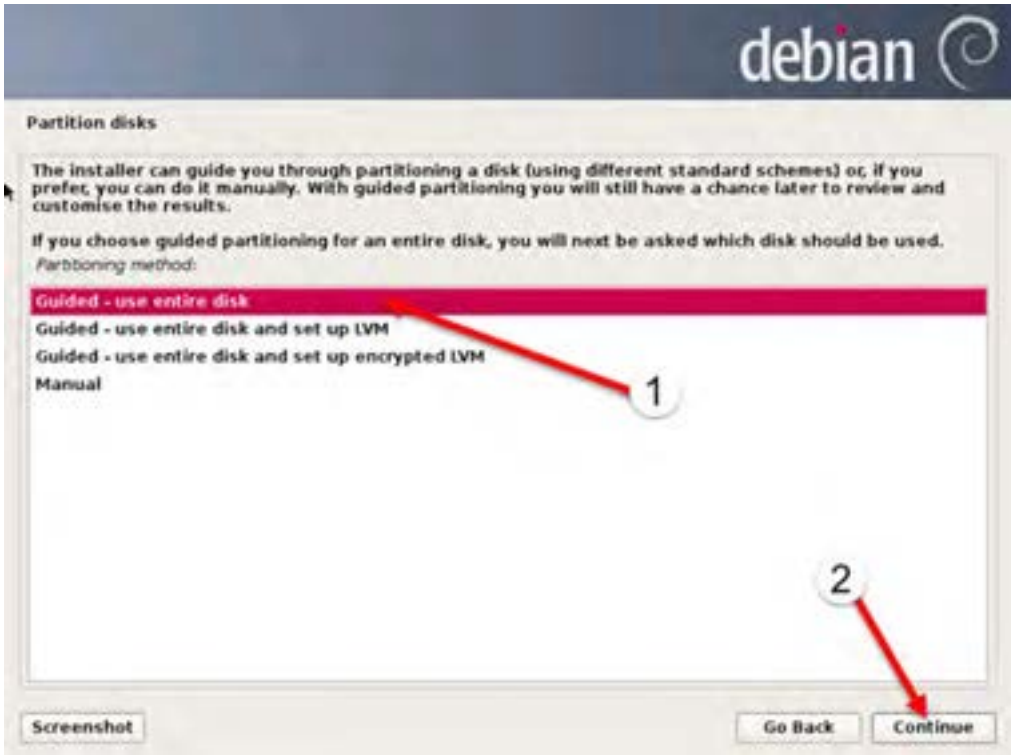 debian
Partition disks
The installer can guide you through partitioning a disk (using different standard schemes) or, if you
prefer, you can do it manually. With guided partitioning you will still have a chance later to review and
customise the results.
If you choose guided partitioning for an entire disk, you will next be asked which disk should be used.
Partitioning method:
Guided - use entire disk
Guided - use entire disk and set up LVM
Guided - use entire disk and set up encrypted LVM
Manual
1
2
Screenshot
Go Back
Continue